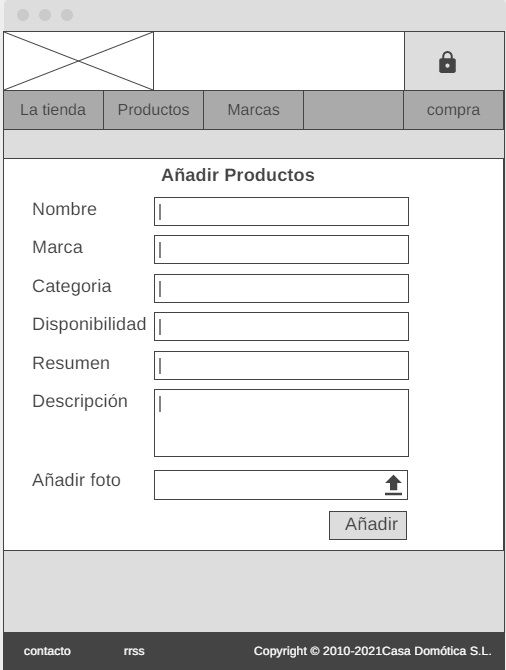 La tienda Productos Marcas compra
Añadir Productos
Nombre
Marca
Categoria
Disponibilidad
Resumen
Descripción
Añadir foto
Añadir
contacto rrss Copyright © 2010-2021Casa Domótica S.L.